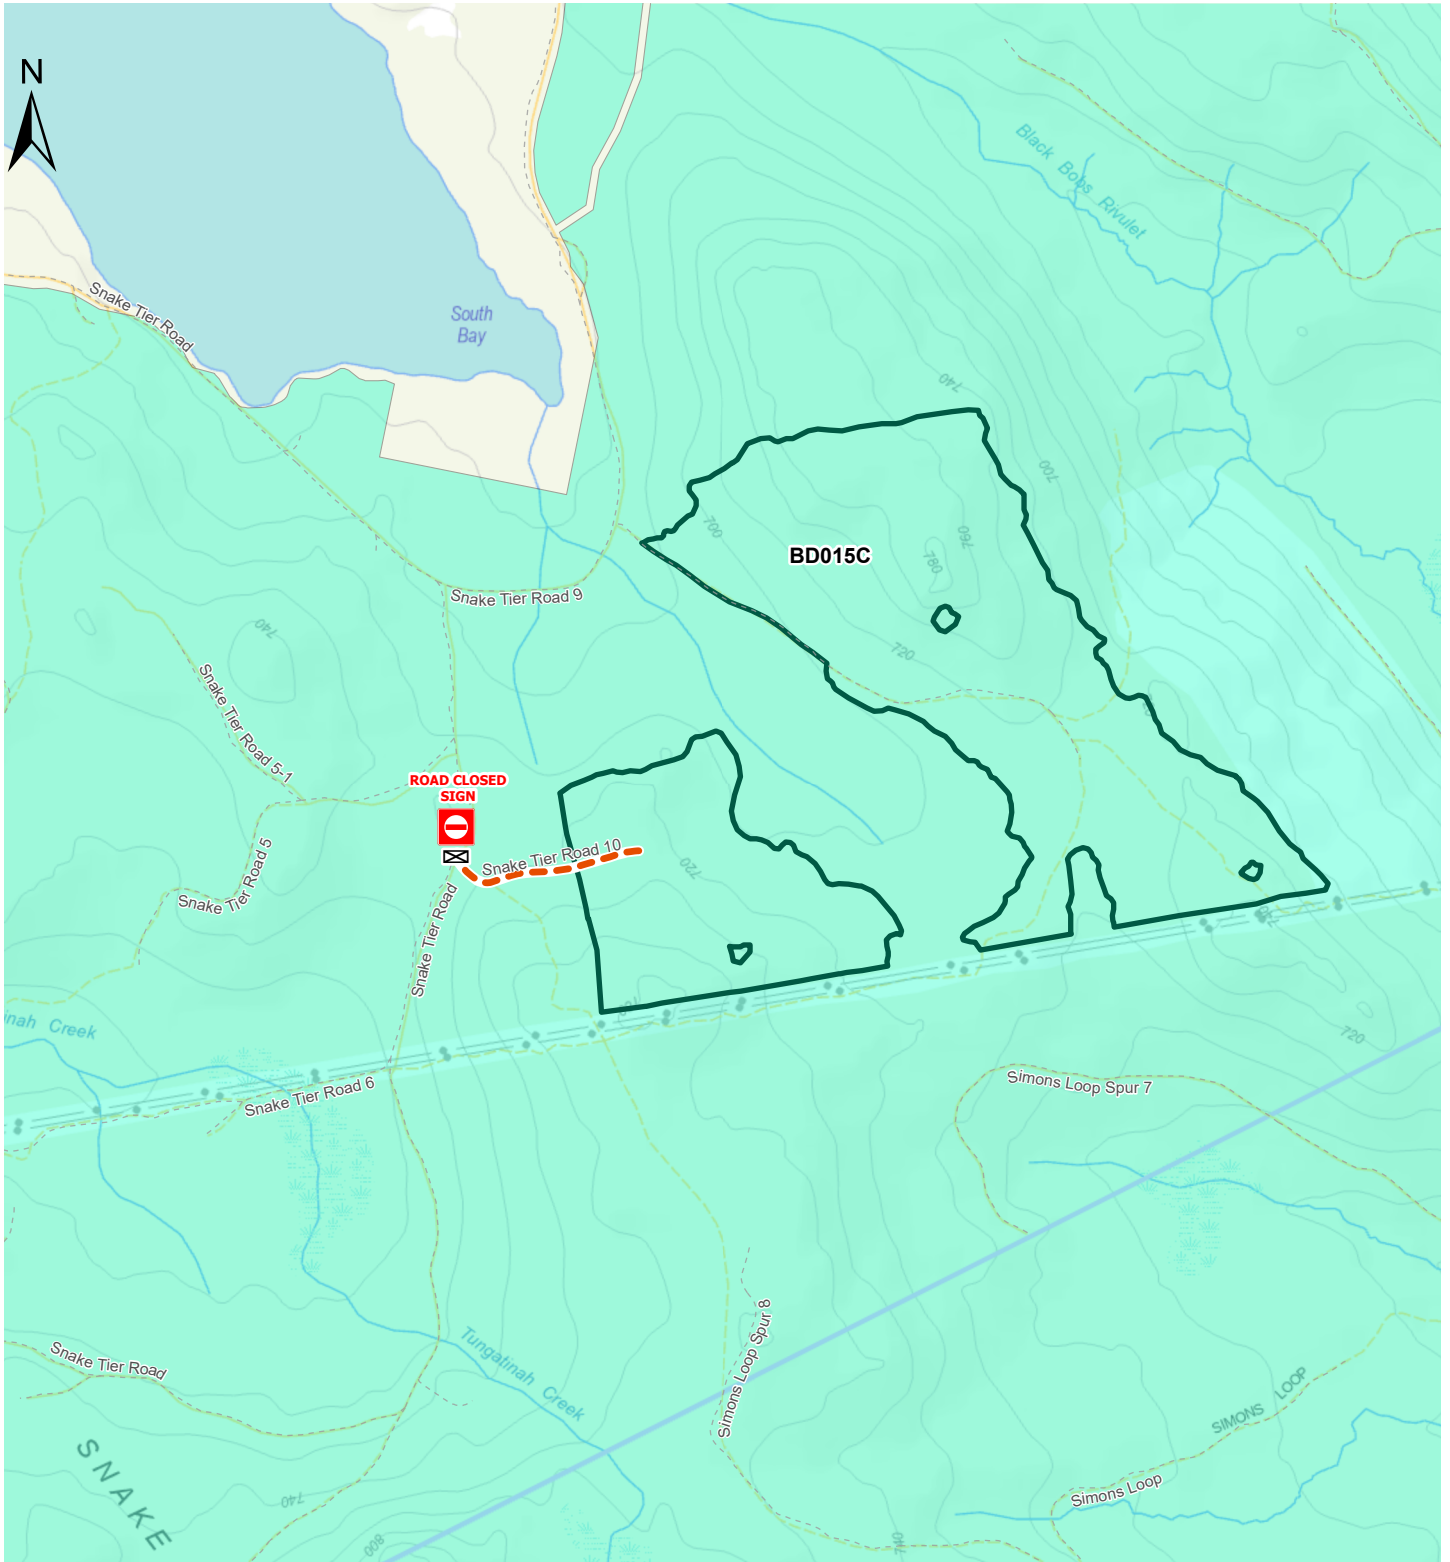 N
Black Bobs Rivulet
Snake Tier Road
South
Bay
740
700
700
760
780
BD015C
Snake Tier Road 9
740
720
Snake Tier Road 5-1
ROAD CLOSED
SIGN
Snake Tier Road 10
720
Snake Tier Road 5
Snake Tier Road
inah Creek
720
Simons Loop Spur 7
Snake Tier Road 6
Simons Loop Spur 8
Tungalinah Creek
Snake Tier Road
SIMONS LOOP
SNAKE
Simons Loop
740
800